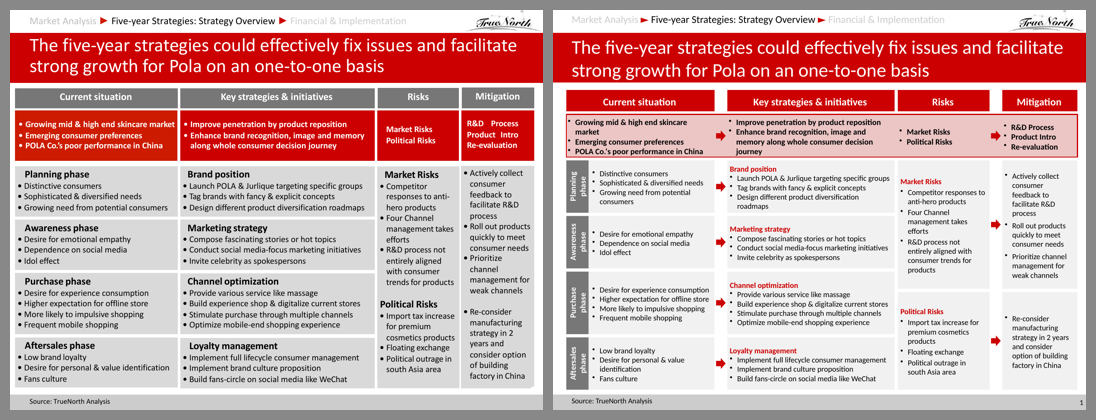 Market Analysis ► Five-year Strategies: Strategy Overview ► Financial & Implementation
TrueNorth
The five-year strategies could effectively fix issues and facilitate
strong growth for Pola on an one-to-one basis
Current situation
Key strategies & initiatives
Risks
Mitigation
• Growing mid & high end skincare market
• Emerging consumer preferences
• POLA Co.'s poor performance in China
• Improve penetration by product reposition
• Enhance brand recognition, image and memory
along whole consumer decision journey
Market Risks
Political Risks
R&D Process
Product Intro
Re-evaluation
Planning phase
• Distinctive consumers
• Sophisticated & diversified needs
• Growing need from potential consumers
Brand position
• Launch POLA & Jurlique targeting specific groups
• Tag brands with fancy & explicit concepts
• Design different product diversification roadmaps
Awareness phase
• Desire for emotional empathy
• Dependence on social media
• Idol effect
Marketing strategy
• Compose fascinating stories or hot topics
• Conduct social media-focus marketing initiatives
• Invite celebrity as spokespersons
Purchase phase
• Desire for experience consumption
• Higher expectation for offline store
• More likely to impulsive shopping
• Frequent mobile shopping
Channel optimization
• Provide various service like massage
• Build experience shop & digitalize current stores
• Stimulate purchase through multiple channels
• Optimize mobile-end shopping experience
Aftersales phase
• Low brand loyalty
• Desire for personal & value identification
• Fans culture
Loyalty management
• Implement full lifecycle consumer management
• Implement brand culture proposition
• Build fans-circle on social media like WeChat
Market Risks
• Competitor
responses to anti-
hero products
• Four Channel
management takes
efforts
• R&D process not
entirely aligned
with consumer
trends for products
Political Risks
• Import tax increase
for premium
cosmetics products
• Floating exchange
• Political outrage in
south Asia area
• Actively collect
consumer
feedback to
facilitate R&D
process
• Roll out products
quickly to meet
consumer needs
• Prioritize
channel
management for
weak channels
• Re-consider
manufacturing
strategy in 2
years and
consider option
of building
factory in China
Source: TrueNorth Analysis
Market Analysis ► Five-year Strategies: Strategy Overview ► Financial & Implementation
TrueNorth
The five-year strategies could effectively fix issues and facilitate
strong growth for Pola on an one-to-one basis
Current situation
Key strategies & initiatives
Risks
Mitigation
• Growing mid & high end skincare
market
• Emerging consumer preferences
• POLA Co.'s poor performance in China
• Improve penetration by product reposition
• Enhance brand recognition, image and
memory along whole consumer decision
journey
• Market Risks
• Political Risks
• R&D Process
• Product Intro
• Re-evaluation
Planning
phase
• Distinctive consumers
• Sophisticated & diversified needs
• Growing need from potential
consumers
Brand position
• Launch POLA & Jurlique targeting specific groups
• Tag brands with fancy & explicit concepts
• Design different product diversification
roadmaps
Awareness
phase
• Desire for emotional empathy
• Dependence on social media
• Idol effect
Marketing strategy
• Compose fascinating stories or hot topics
• Conduct social media-focus marketing initiatives
• Invite celebrity as spokespersons
Purchase
phase
• Desire for experience consumption
• Higher expectation for offline store
• More likely to impulsive shopping
• Frequent mobile shopping
Channel optimization
• Provide various service like massage
• Build experience shop & digitalize current stores
• Stimulate purchase through multiple channels
• Optimize mobile-end shopping experience
Aftersales
phase
• Low brand loyalty
• Desire for personal & value
identification
• Fans culture
Loyalty management
• Implement full lifecycle consumer management
• Implement brand culture proposition
• Build fans-circle on social media like WeChat
Market Risks
• Competitor responses to
anti-hero products
• Four Channel
management takes
efforts
• R&D process not
entirely aligned with
consumer trends for
products
Political Risks
• Import tax increase for
premium cosmetics
products
• Floating exchange
• Political outrage in
south Asia area
• Actively collect
consumer
feedback to
facilitate R&D
process
• Roll out products
quickly to meet
consumer needs
• Prioritize channel
management for
weak channels
• Re-consider
manufacturing
strategy in 2 years
and consider
option of building
factory in China
Source: TrueNorth Analysis
1